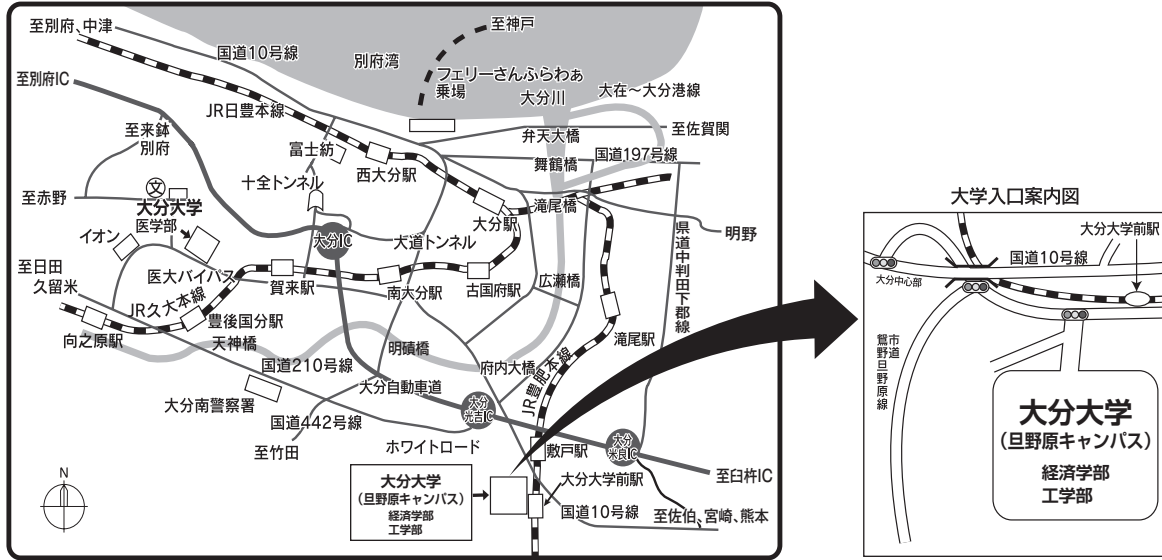 至別府、中津
至神戸
国道10号線
別府湾
フェリーさんふらわぁ
乗場
至別府IC
大分川
大在～大分港線
JR日豊本線
至来鉢
別府
弁天大橋
至佐賀関
富士紡
舞鶴橋
国道197号線
西大分駅
十全トンネル
至赤野
文
大分大学
医学部
大分駅
滝尾橋
明野
イオン
大分IC
大道トンネル
県道中判田下郡線
至日田
久留米
医大バイパス
賀来駅
南大分駅
古国府駅
広瀬橋
JR久大本線
豊後国分駅
向之原駅
天神橋
明磧橋
滝尾駅
国道210号線
府内大橋
JR豊肥本線
大分自動車道
大分南警察署
大分
光吉IC
国道442号線
至竹田
ホワイトロード
大分
米良IC
敷戸駅
至臼杵IC
大分大学前駅
N
大分大学
(旦野原キャンパス)
経済学部
工学部
国道10号線
至佐伯、宮崎、熊本
大学入口案内図
大分大学前駅
国道10号線
大分中心部
市道
鴛野旦野原線
大分大学
(旦野原キャンパス)
経済学部
工学部